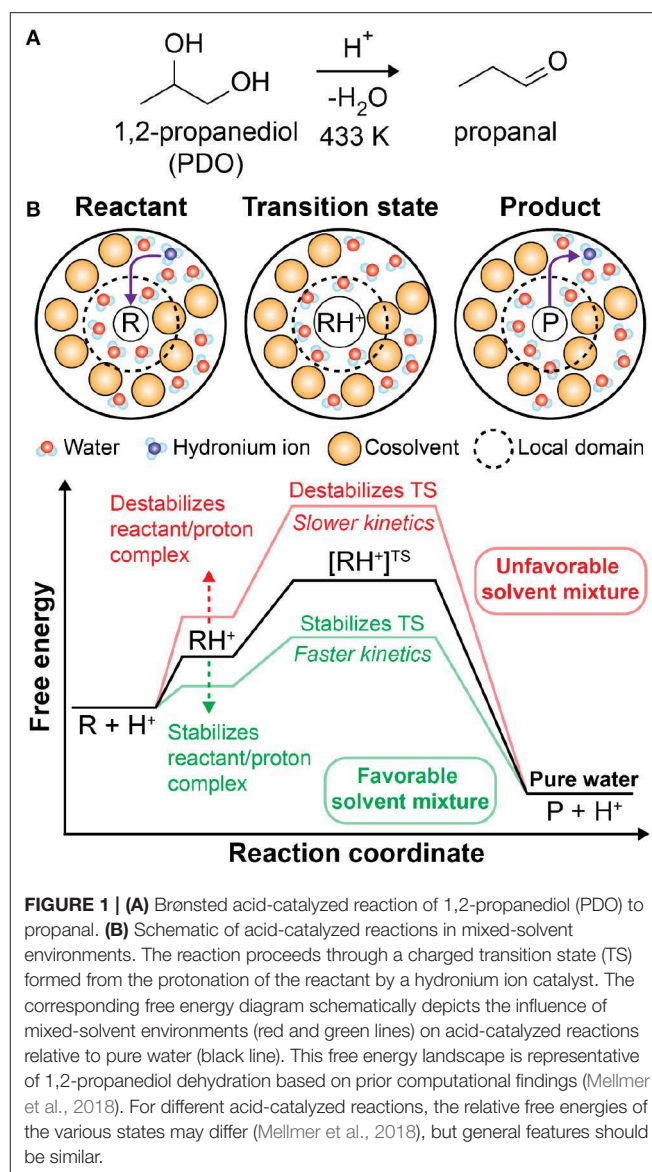 A
OH
OH
H⁺
-H₂O
433 K
O
1,2-propanediol
(PDO)
propanal
B
Reactant
Transition state
Product
R
RH⁺
P
Water
Hydronium ion
Cosolvent
Local domain
Free energy
Destabilizes
reactant/proton
complex
Destabilizes TS
Slower kinetics
[RH⁺]ᵀˢ
Unfavorable
solvent mixture
RH⁺
Stabilizes TS
Faster kinetics
R + H⁺
Stabilizes
reactant/proton
complex
Favorable
solvent mixture
Pure water
P + H⁺
Reaction coordinate
FIGURE 1 | (A) Brønsted acid-catalyzed reaction of 1,2-propanediol (PDO) to
propanal. (B) Schematic of acid-catalyzed reactions in mixed-solvent
environments. The reaction proceeds through a charged transition state (TS)
formed from the protonation of the reactant by a hydronium ion catalyst. The
corresponding free energy diagram schematically depicts the influence of
mixed-solvent environments (red and green lines) on acid-catalyzed reactions
relative to pure water (black line). This free energy landscape is representative
of 1,2-propanediol dehydration based on prior computational findings (Mellmer
et al., 2018). For different acid-catalyzed reactions, the relative free energies of
the various states may differ (Mellmer et al., 2018), but general features should
be similar.